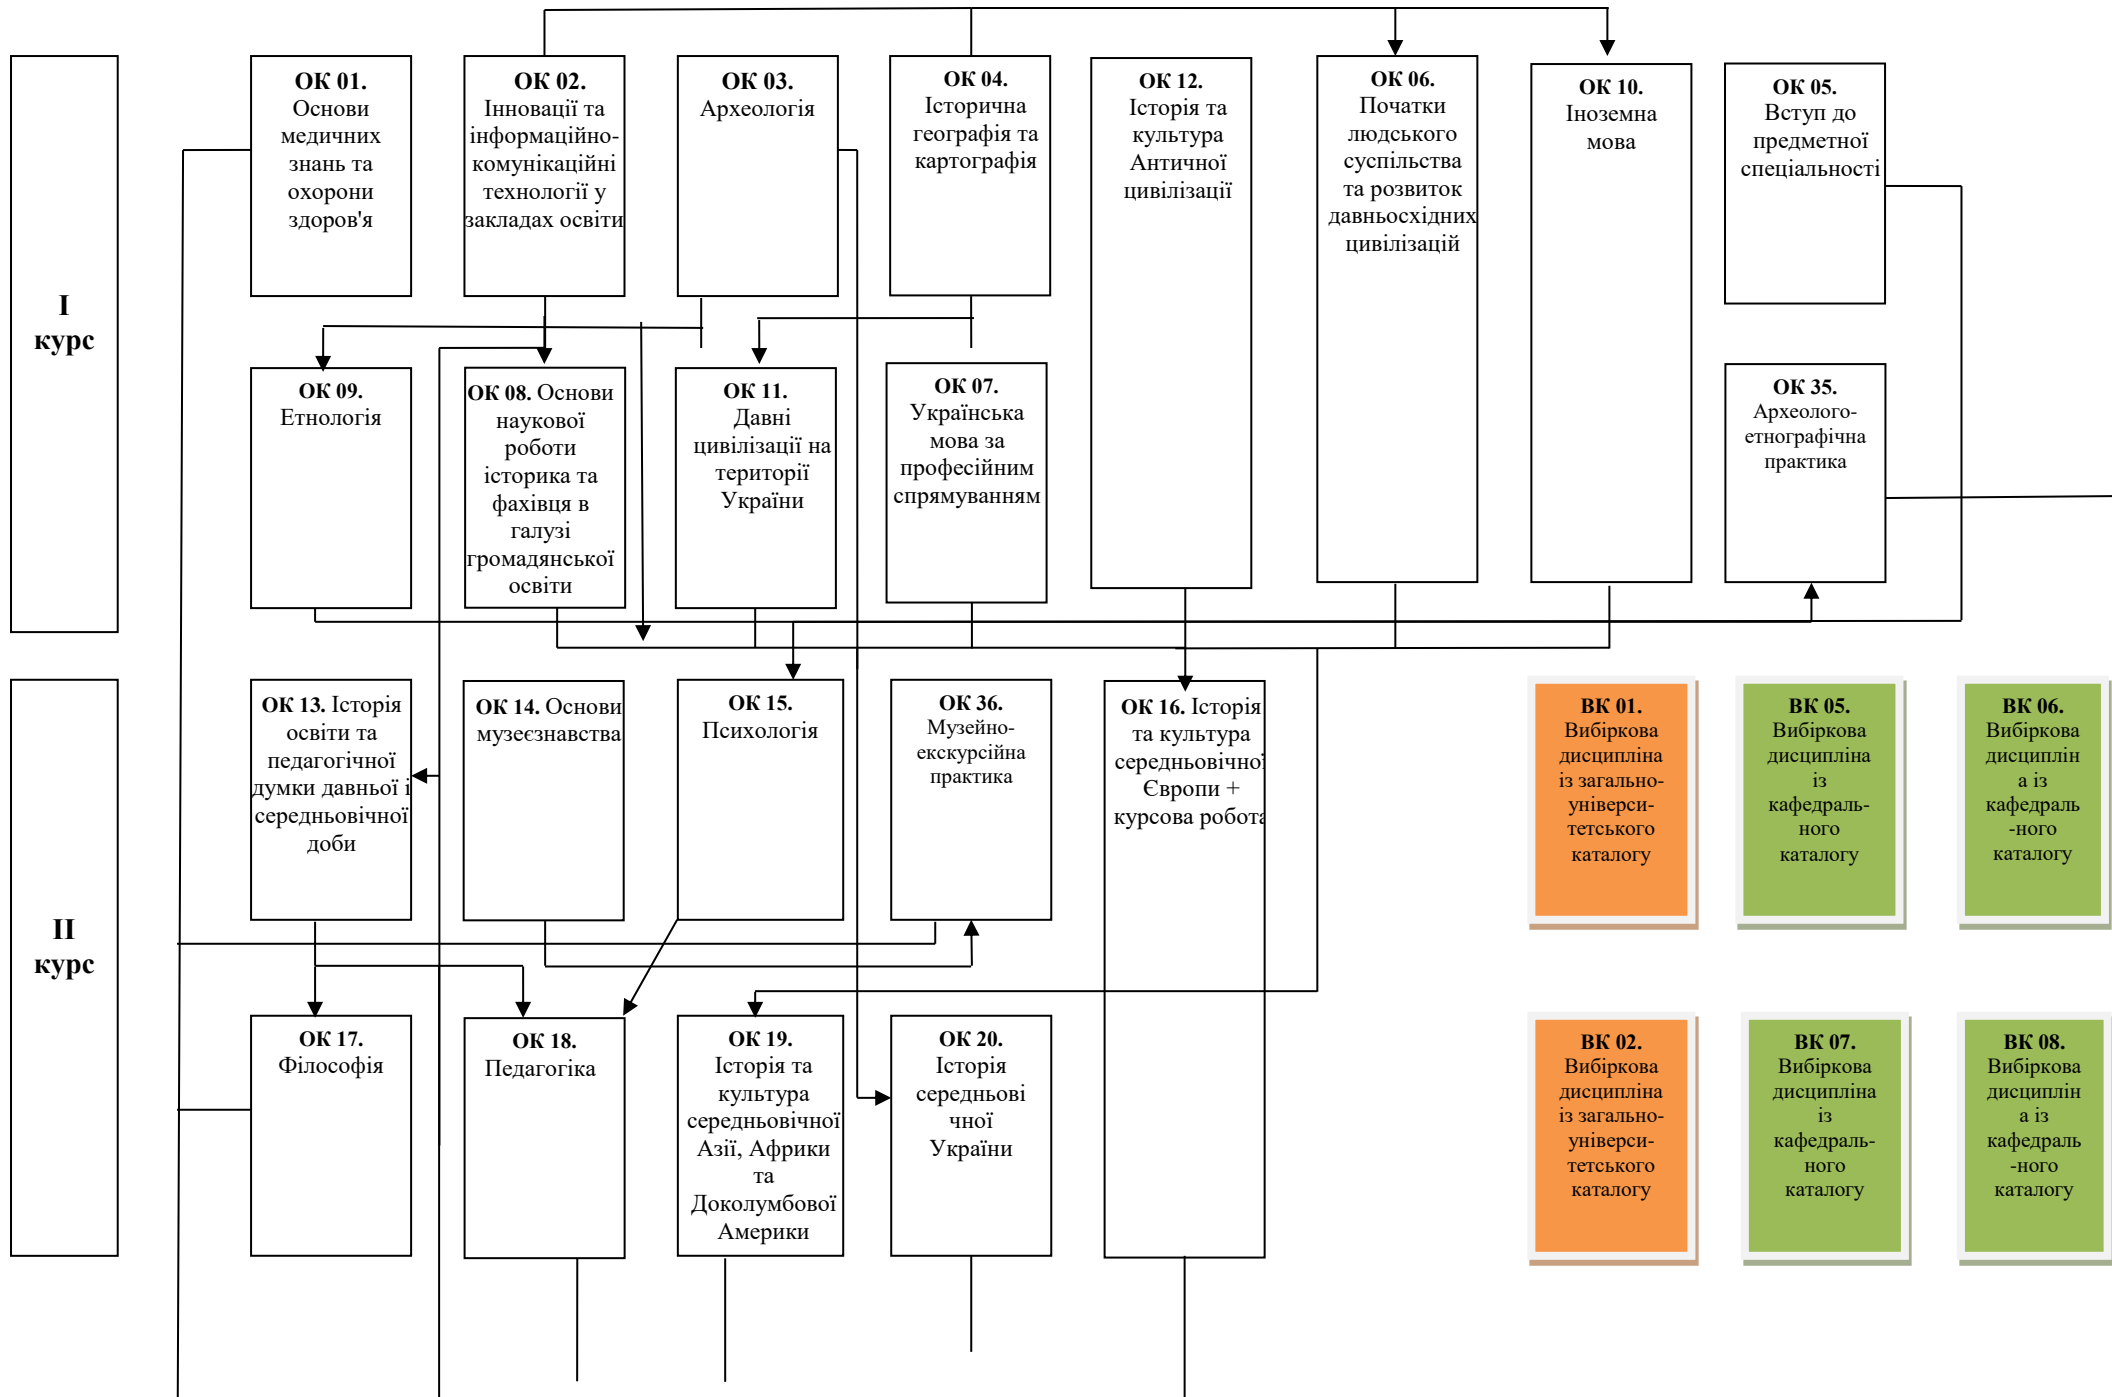 I
курс
ОК 01.
Основи
медичних
знань та
охорони
здоров'я
ОК 02.
Інновації та
інформаційно-
комунікаційні
технології у
закладах освіти
ОК 03.
Археологія
ОК 04.
Історична
географія та
картографія
ОК 12.
Історія та
культура
Античної
цивілізації
ОК 06.
Початки
людського
суспільства
та розвиток
давньосхідних
цивілізацій
ОК 10.
Іноземна
мова
ОК 05.
Вступ до
предметної
спеціальності
ОК 09.
Етнологія
ОК 08. Основи
наукової
роботи
історика та
фахівця в
галузі
громадянської
освіти
ОК 11.
Давні
цивілізації на
території
України
ОК 07.
Українська
мова за
професійним
спрямуванням
ОК 35.
Археолого-
етнографічна
практика
II
курс
ОК 13. Історія
освіти та
педагогічної
думки давньої і
середньовічної
доби
ОК 14. Основи
музеєзнавства
ОК 15.
Психологія
ОК 36.
Музейно-
екскурсійна
практика
ОК 16. Історія
та культура
середньовічної
Європи +
курсова робота
ВК 01.
Вибіркова
дисципліна
із загально-
універси-
тетського
каталогу
ВК 05.
Вибіркова
дисципліна
із
кафедраль-
ного
каталогу
ВК 06.
Вибіркова
дисциплін
а із
кафедраль
-ного
каталогу
ОК 17.
Філософія
ОК 18.
Педагогіка
ОК 19.
Історія та
культура
середньовічної
Азії, Африки
та
Доколумбової
Америки
ОК 20.
Історія
середньові
чної
України
ВК 02.
Вибіркова
дисципліна
із загально-
універси-
тетського
каталогу
ВК 07.
Вибіркова
дисципліна
із
кафедраль-
ного
каталогу
ВК 08.
Вибіркова
дисциплін
а із
кафедраль
-ного
каталогу